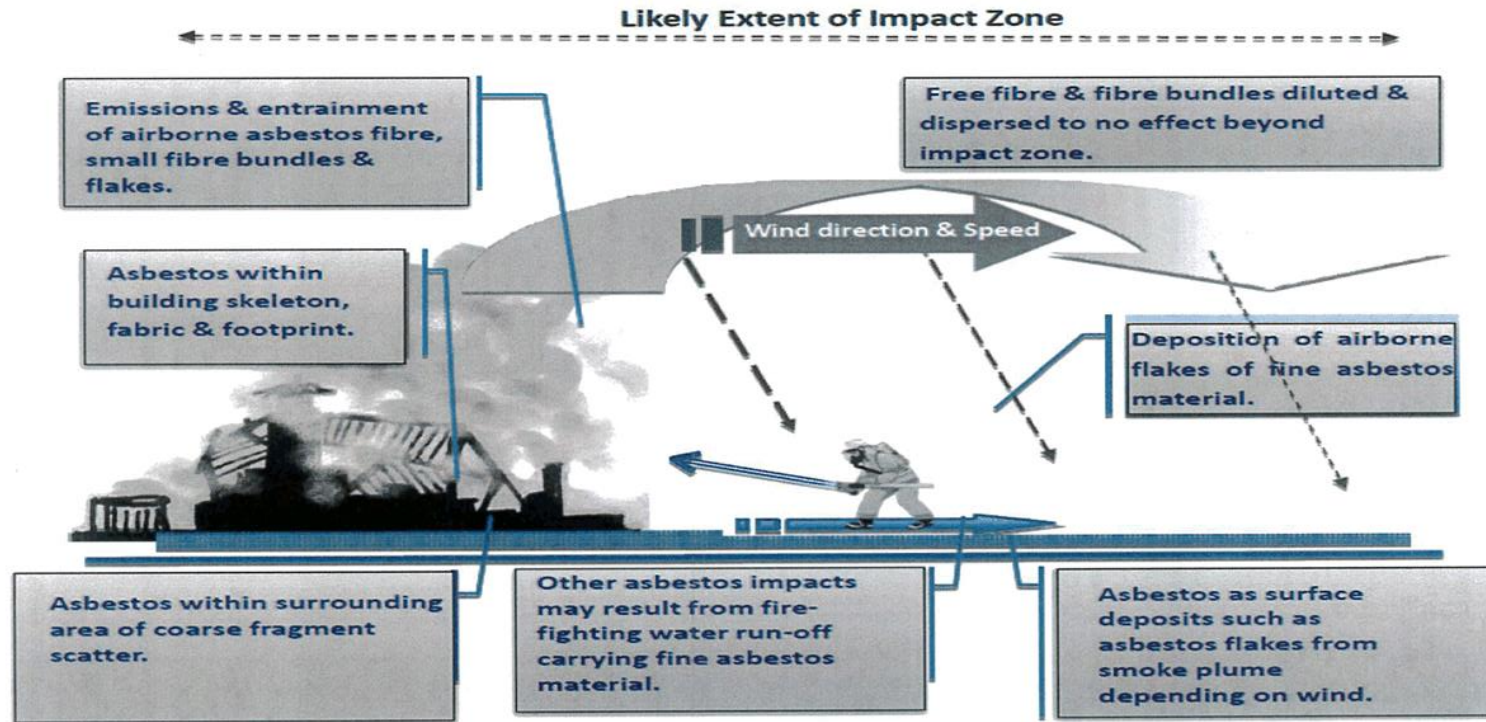 Likely Extent of Impact Zone
Emissions & entrainment
of airborne asbestos fibre,
small fibre bundles &
flakes.
Free fibre & fibre bundles diluted &
dispersed to no effect beyond
impact zone.
Wind direction & Speed
Asbestos within
building skeleton,
fabric & footprint.
Deposition of airborne
flakes of fine asbestos
material.
Asbestos within surrounding
area of coarse fragment
scatter.
Other asbestos impacts
may result from fire-
fighting water run-off
carrying fine asbestos
material.
Asbestos as surface
deposits such as
asbestos flakes from
smoke plume
depending on wind.